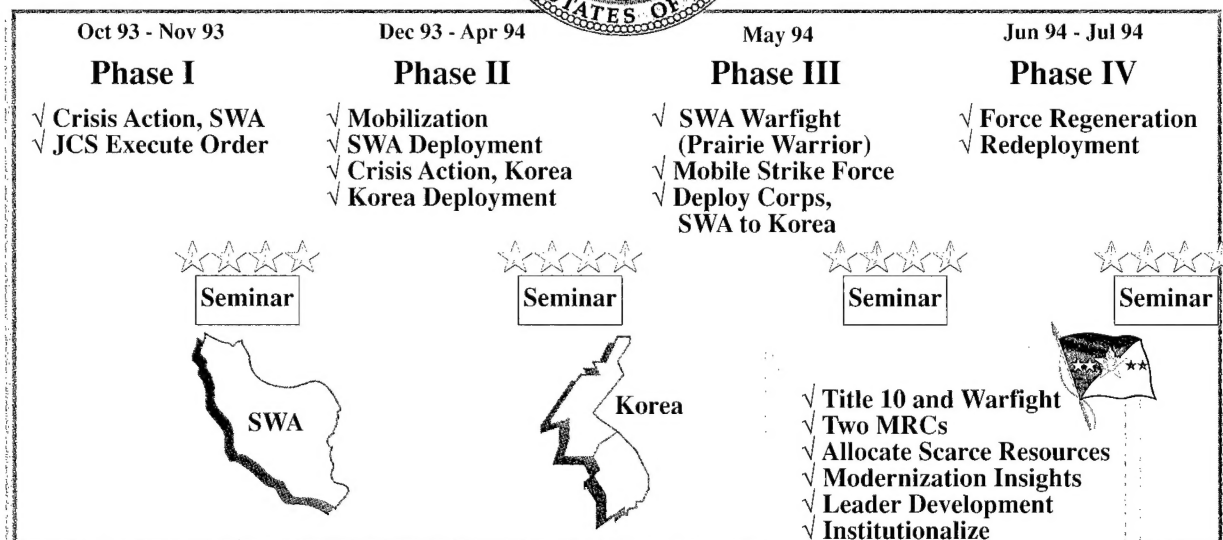 TATES OF
Oct 93 - Nov 93
Phase I
√ Crisis Action, SWA
√ JCS Execute Order
Dec 93 - Apr 94
Phase II
√ Mobilization
√ SWA Deployment
√ Crisis Action, Korea
√ Korea Deployment
May 94
Phase III
√ SWA Warfight
(Prairie Warrior)
√ Mobile Strike Force
√ Deploy Corps,
SWA to Korea
Jun 94 - Jul 94
Phase IV
√ Force Regeneration
√ Redeployment
Seminar
Seminar
Seminar
Seminar
SWA
Korea
√ Title 10 and Warfight
√ Two MRCs
√ Allocate Scarce Resources
√ Modernization Insights
√ Leader Development
√ Institutionalize